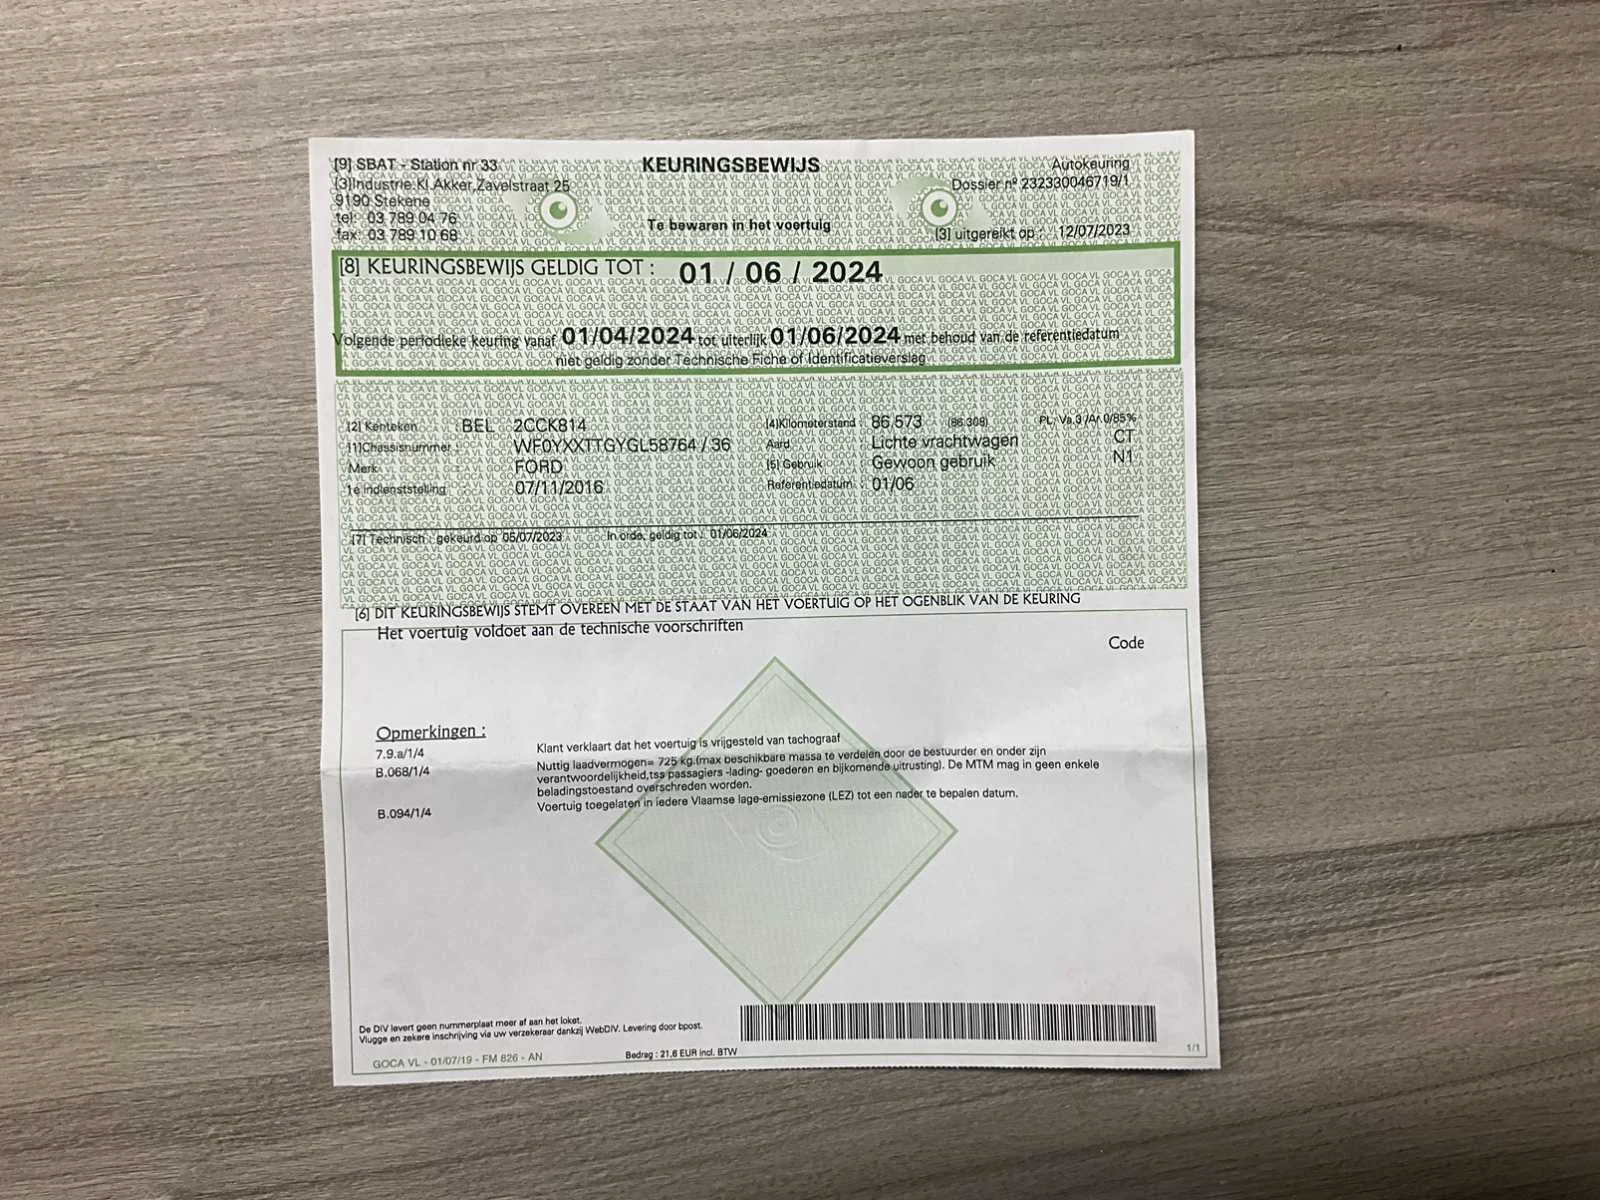 [9] SBAT - Station nr 33
[3]Industrie.Kl.Akker,Zavelstraat 25
9190 Stekene
tel: 03 789 04 76
fax: 03 789 10 68
KEURINGSBEWIJS
Te bewaren in het voertuig
Autokeuring
Dossier nº 232330046719/1
[3] uitgereikt op : 12/07/2023
[8] KEURINGSBEWIJS GELDIG TOT : 01 / 06 / 2024
Volgende periodieke keuring vanaf 01/04/2024 tot uiterlijk 01/06/2024 met behoud van de referentiedatum
niet geldig zonder Technische Fiche of Identificatieverslag
[2] Kenteken : BEL 2CCK814
[1]Chassisnummer : WF0YXXTTGYGL58764 / 36
Merk : FORD
1e indienststelling : 07/11/2016
[4]Kilometerstand : 86.573 (86.308) PL, Va.3 /Ar.0/85%
Aard : Lichte vrachtwagen CT
[5] Gebruik : Gewoon gebruik N1
Referentiedatum : 01/06
[7] Technisch : gekeurd op 05/07/2023 In orde, geldig tot : 01/06/2024
[6] DIT KEURINGSBEWIJS STEMT OVEREEN MET DE STAAT VAN HET VOERTUIG OP HET OGENBLIK VAN DE KEURING
Het voertuig voldoet aan de technische voorschriften
Code
Opmerkingen :
7.9.a/1/4 Klant verklaart dat het voertuig is vrijgesteld van tachograaf
B.068/1/4 Nuttig laadvermogen= 725 kg.(max beschikbare massa te verdelen door de bestuurder en onder zijn
verantwoordelijkheid,tss passagiers -lading- goederen en bijkomende uitrusting). De MTM mag in geen enkele
beladingstoestand overschreden worden.
B.094/1/4 Voertuig toegelaten in iedere Vlaamse lage-emissiezone (LEZ) tot een nader te bepalen datum.
De DIV levert geen nummerplaat meer af aan het loket.
Vlugge en zekere inschrijving via uw verzekeraar dankzij WebDIV. Levering door bpost.
GOCA VL - 01/07/19 - FM 826 - AN
Bedrag : 21,6 EUR incl. BTW
1/1